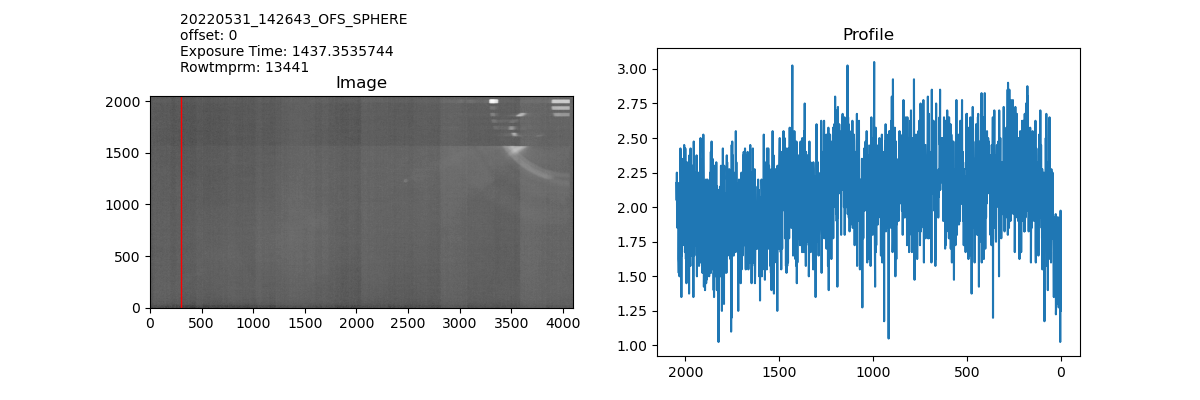 20220531_142643_OFS_SPHERE
offset: 0
Exposure Time: 1437.3535744
Rowtmprm: 13441
Image
2000
1500
1000
500
0
0 500 1000 1500 2000 2500 3000 3500 4000
Profile
3.00
2.75
2.50
2.25
2.00
1.75
1.50
1.25
1.00
2000 1500 1000 500 0